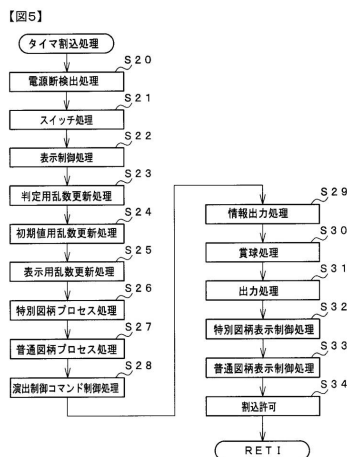 【図5】
タイマ割込処理
S20
電源断検出処理
S21
スイッチ処理
S22
表示制御処理
S23
判定用乱数更新処理
S24
初期値用乱数更新処理
S25
表示用乱数更新処理
S26
特別図柄プロセス処理
S27
普通図柄プロセス処理
S28
演出制御コマンド制御処理
S29
情報出力処理
S30
賞球処理
S31
出力処理
S32
特別図柄表示制御処理
S33
普通図柄表示制御処理
S34
割込許可
RETI